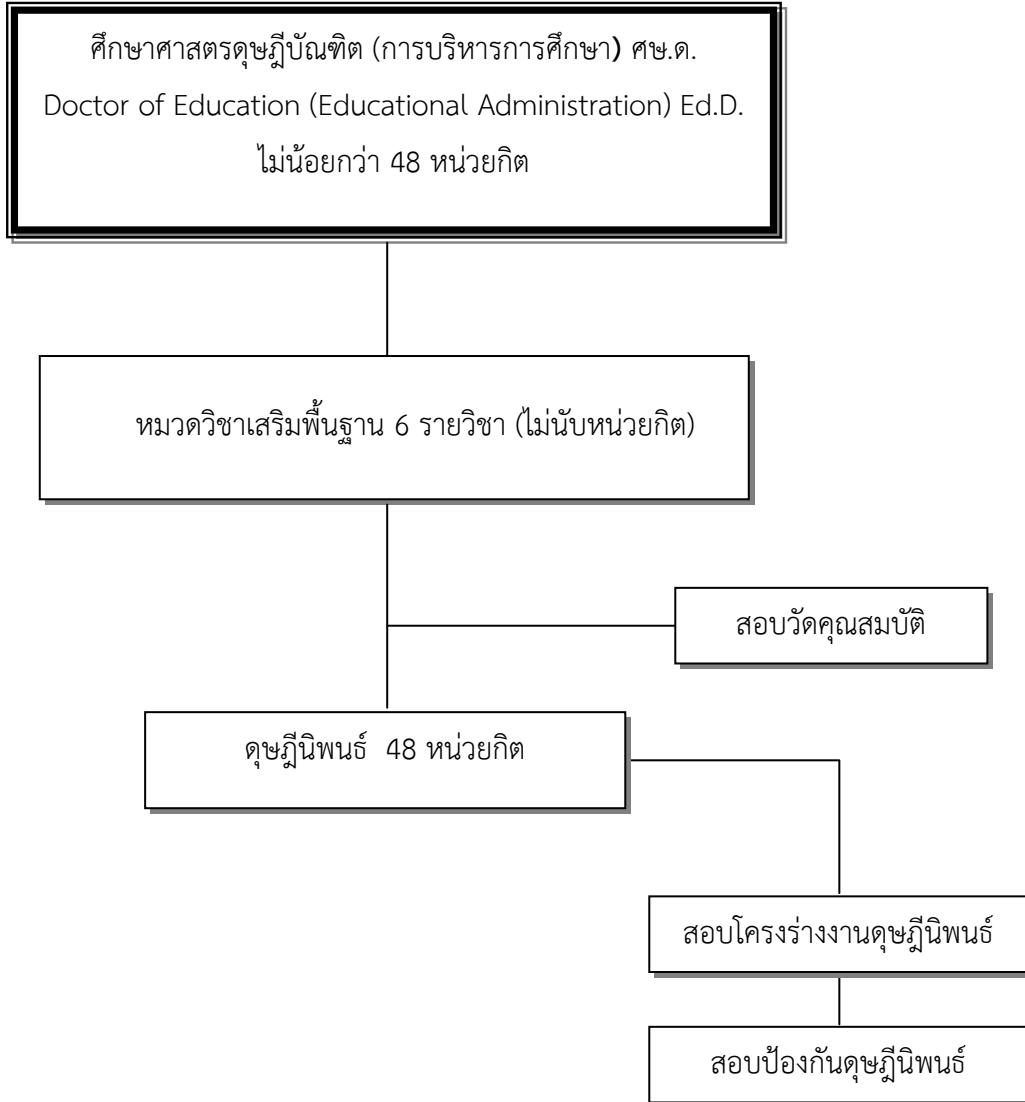 ศึกษาศาสตรดุษฎีบัณฑิต (การบริหารการศึกษา) ศษ.ด.
Doctor of Education (Educational Administration) Ed.D.
ไม่น้อยกว่า 48 หน่วยกิต
หมวดวิชาเสริมพื้นฐาน 6 รายวิชา (ไม่นับหน่วยกิต)
สอบวัดคุณสมบัติ
ดุษฎีนิพนธ์ 48 หน่วยกิต
สอบโครงร่างงานดุษฎีนิพนธ์
สอบป้องกันดุษฎีนิพนธ์